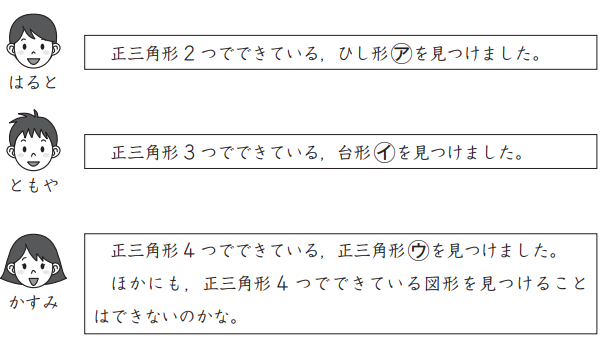 正三角形2つでできている，ひし形㋐を見つけました。
はると
正三角形3つでできている，台形㋑を見つけました。
ともや
正三角形4つでできている，正三角形㋒を見つけました。
ほかにも，正三角形4つでできている図形を見つけること
はできないのかな。
かすみ